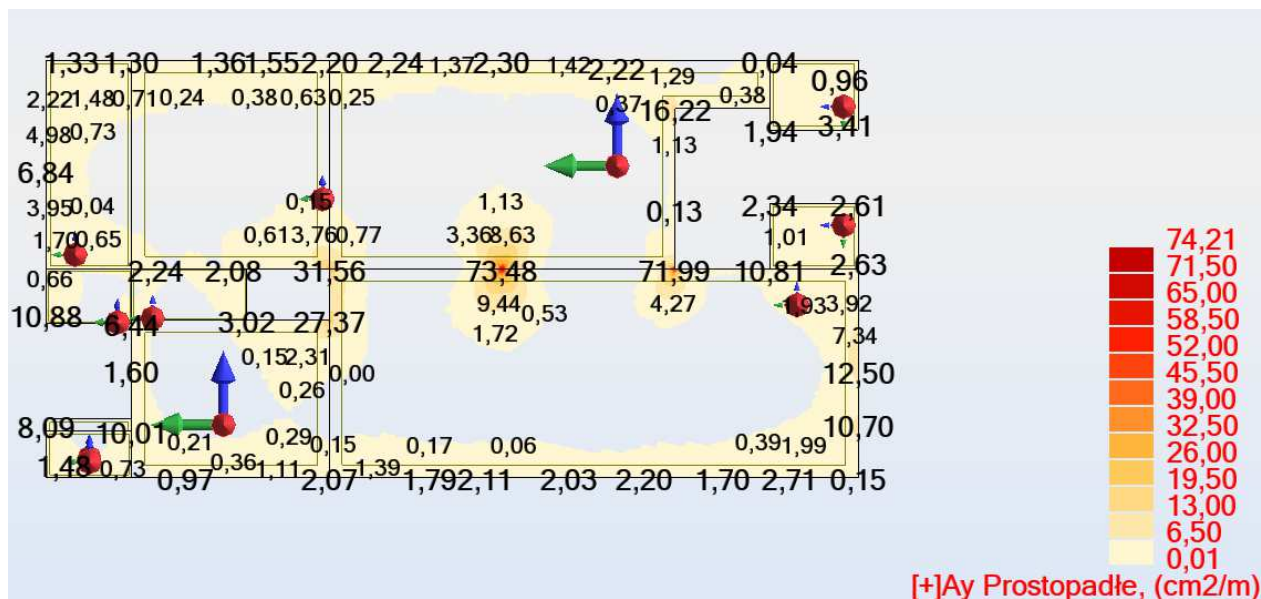 1,33 1,30 1,36 1,55 2,20 2,24 1,37 2,30 1,42 2,22 1,29 0,04
0,96
2,22 1,48 0,71 0,24 0,38 0,63 0,25 0,37 16,22 0,38
4,98 0,73 1,13 1,94 3,41
6,84
3,95 0,04 0,15 1,13 0,13 2,34 2,61
1,70 0,65 0,61 3,76 0,77 3,36 8,63 1,01
0,66 2,24 2,08 31,56 73,48 71,99 10,81 2,63
10,88 6,44 3,02 27,37 9,44 0,53 4,27 1,93 3,92
1,72 7,34
1,60 0,15 2,31 0,00 12,50
0,26
8,09 10,01 0,21 0,29 0,15 0,17 0,06 0,39 1,99 10,70
1,48 0,73 0,36 1,11 1,39
0,97 2,07 1,79 2,11 2,03 2,20 1,70 2,71 0,15
74,21
71,50
65,00
58,50
52,00
45,50
39,00
32,50
26,00
19,50
13,00
6,50
0,01
[+]Ay Prostopadłe, (cm2/m)